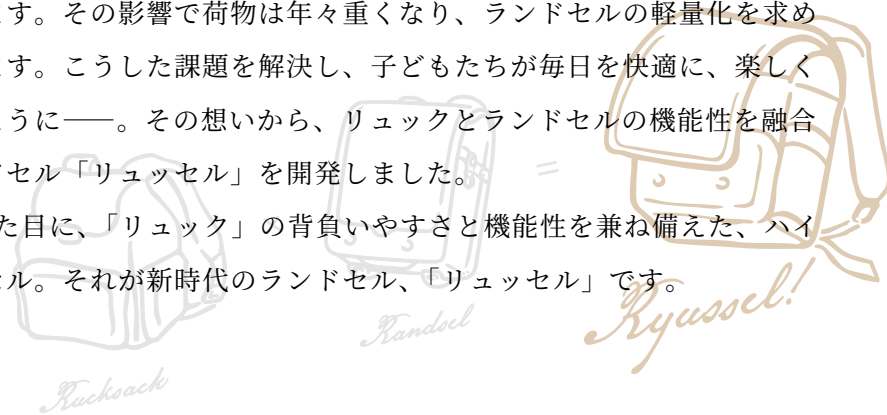 ます。その影響で荷物は年々重くなり、ランドセルの軽量化を求め
ます。こうした課題を解決し、子どもたちが毎日を快適に、楽しく
ように――。その想いから、リュックとランドセルの機能性を融合
ドセル「リュッセル」を開発しました。
た目に、「リュック」の背負いやすさと機能性を兼ね備えた、ハイ
セル。それが新時代のランドセル、「リュッセル」です。
=
Ryussel!
Randsel
Rucksack